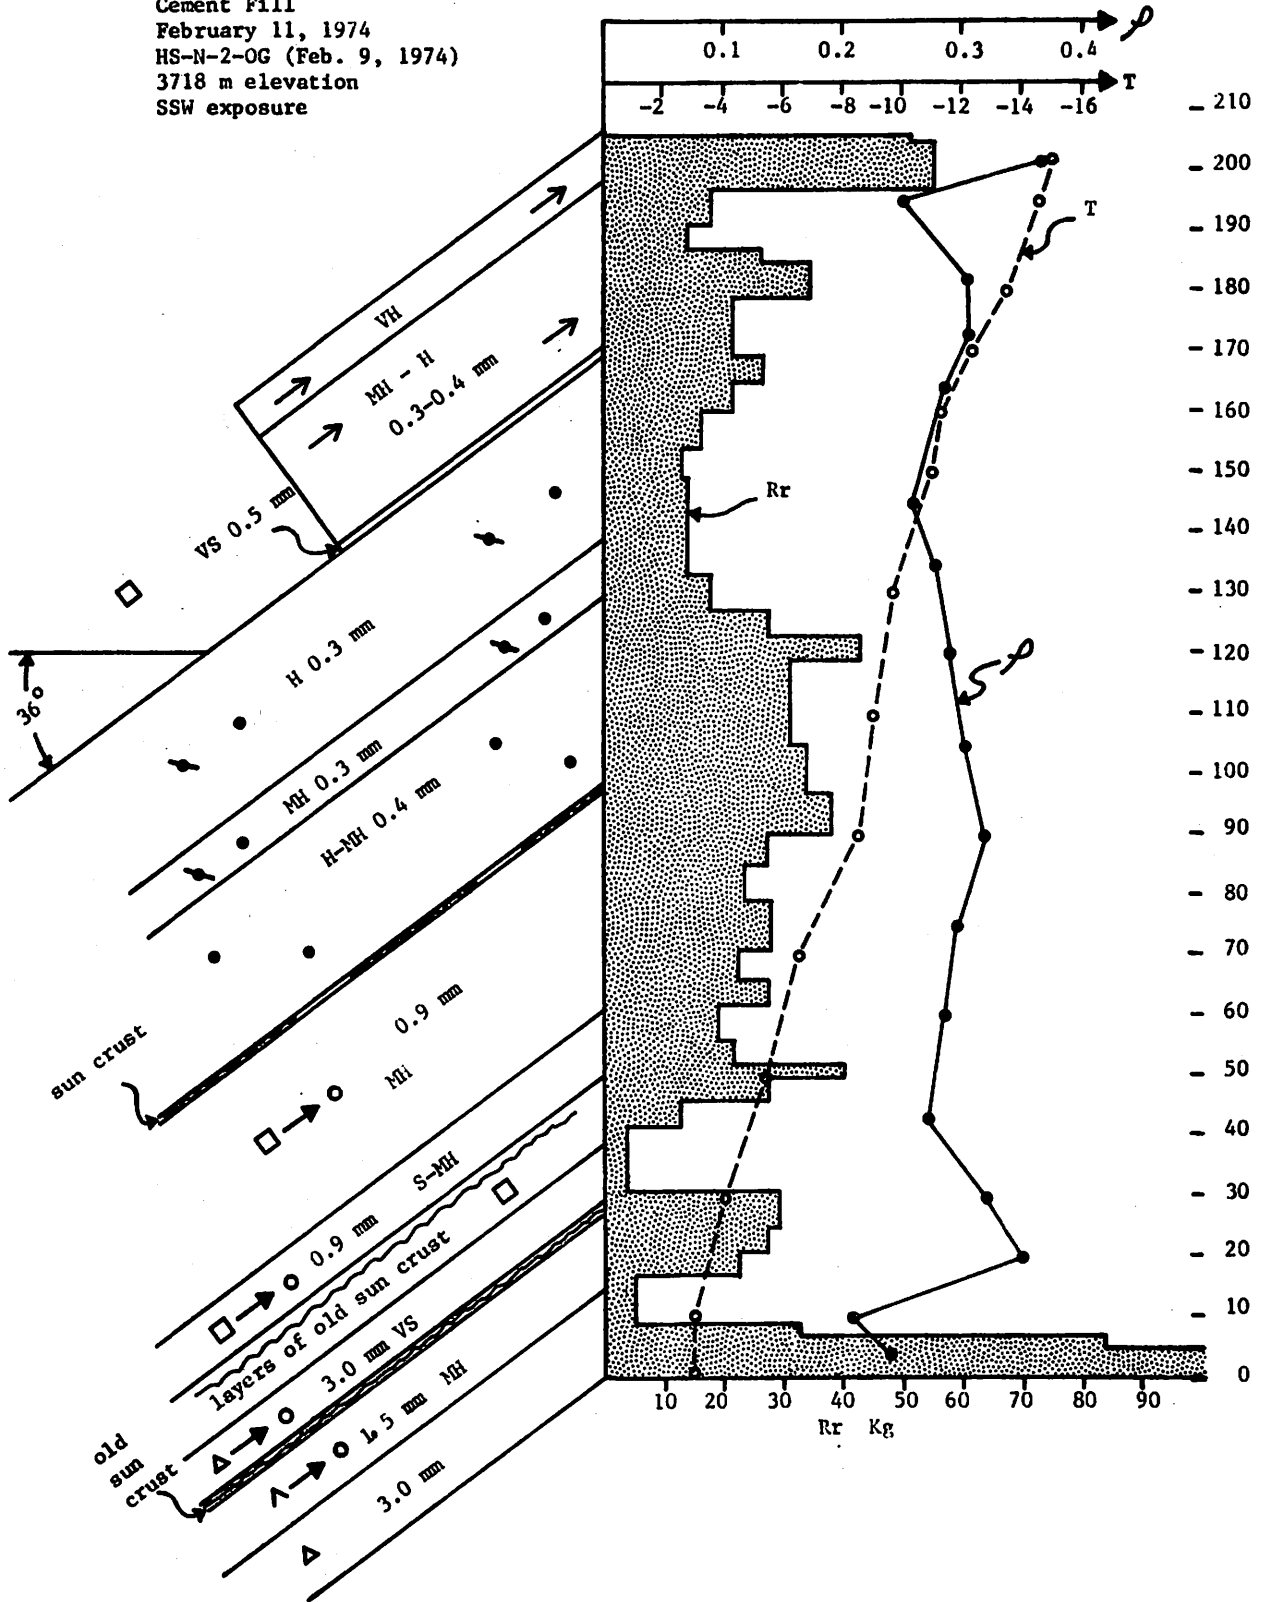 Cement Fill
February 11, 1974
HS-N-2-OG (Feb. 9, 1974)
3718 m elevation
SSW exposure
ρ
0.1 0.2 0.3 0.4
T
-2 -4 -6 -8 -10 -12 -14 -16
210
200
190
180
170
160
150
140
130
120
110
100
90
80
70
60
50
40
30
20
10
0
T
Rr
ρ
VH
MH - H
0.3-0.4 mm
VS 0.5 mm
36°
H 0.3 mm
MH 0.3 mm
H-MH 0.4 mm
sun crust
0.9 mm
MH
S-MH
0.9 mm
layers of old sun crust
3.0 mm VS
old
sun
crust
1.5 mm MH
3.0 mm
10 20 30 40 50 60 70 80 90
Rr Kg